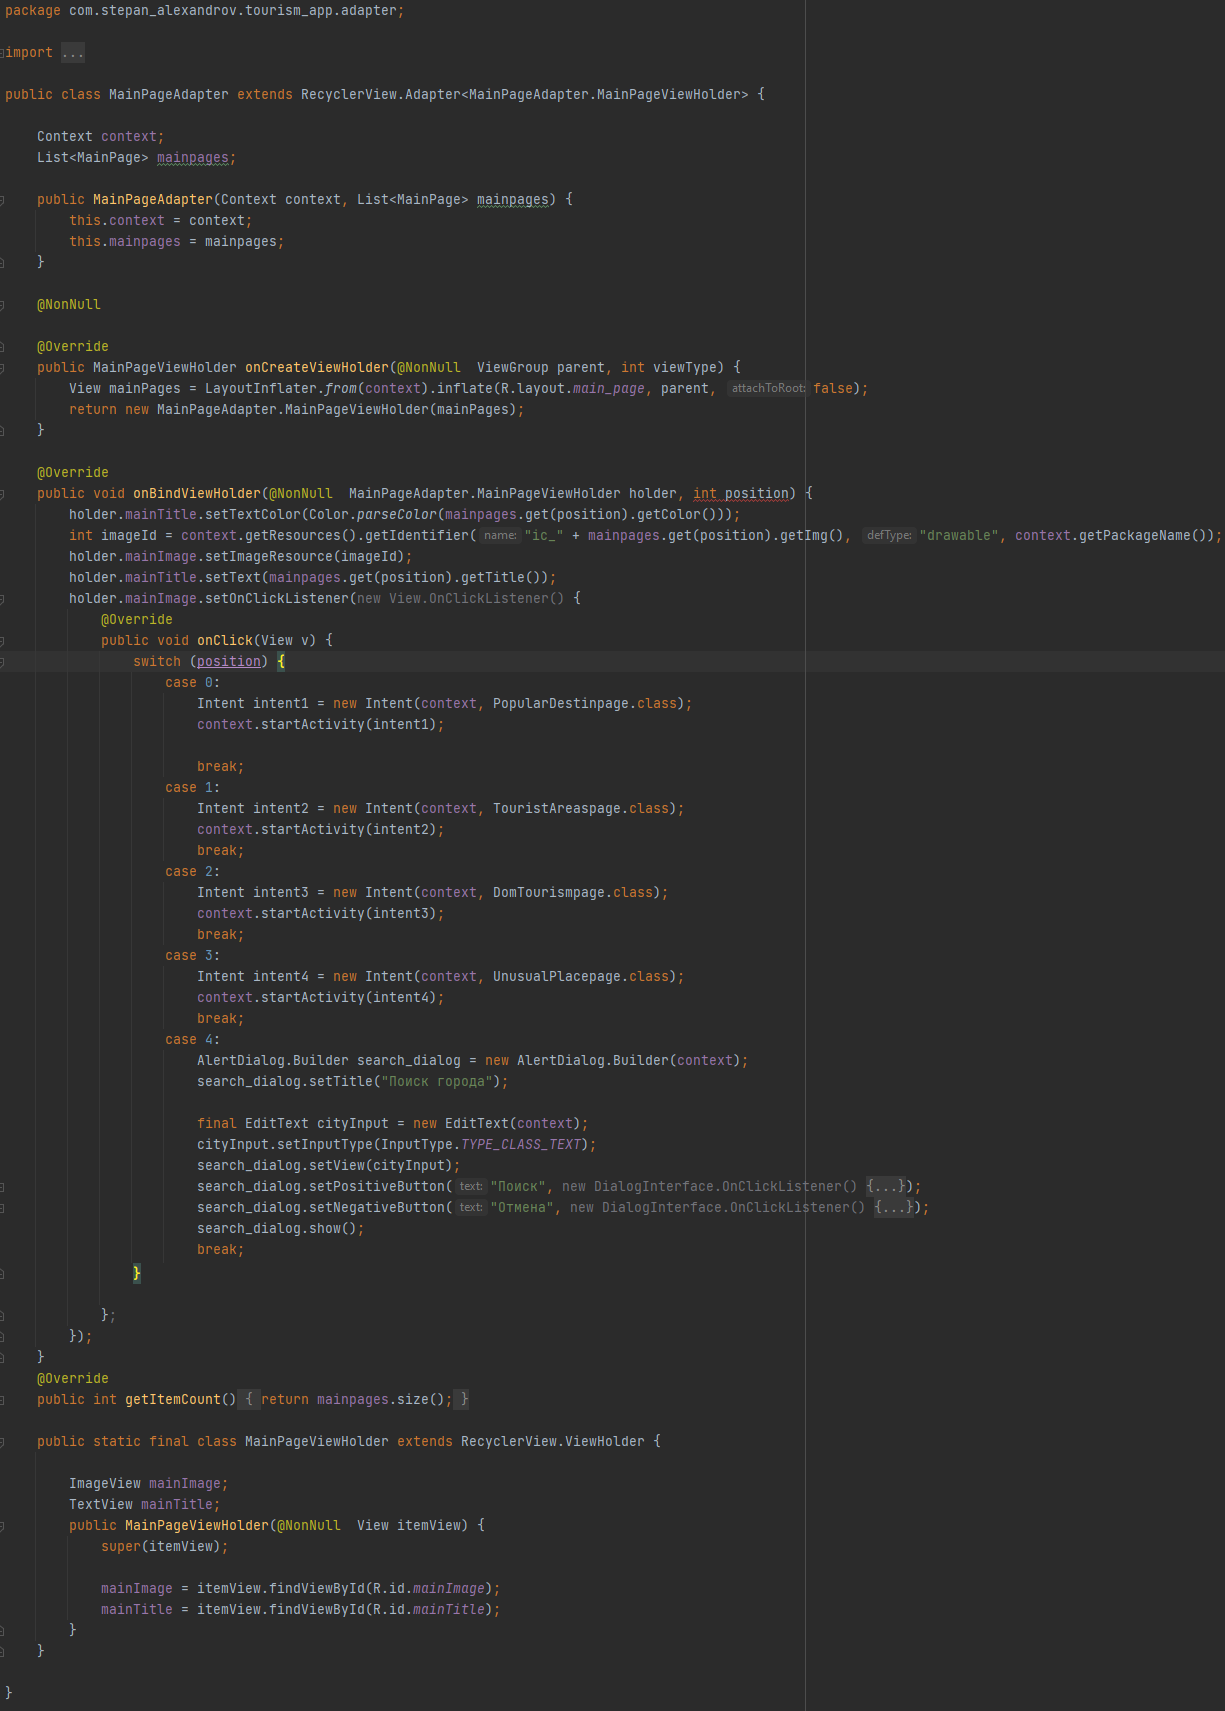 package com.stepan_alexandrov.tourism_app.adapter;
import ...
public class MainPageAdapter extends RecyclerView.Adapter<MainPageAdapter.MainPageViewHolder> {
Context context;
List<MainPage> mainpages;
public MainPageAdapter(Context context, List<MainPage> mainpages) {
this.context = context;
this.mainpages = mainpages;
}
@NonNull
@Override
public MainPageViewHolder onCreateViewHolder(@NonNull  ViewGroup parent, int viewType) {
View mainPages = LayoutInflater.from(context).inflate(R.layout.main_page, parent, attachToRoot: false);
return new MainPageAdapter.MainPageViewHolder(mainPages);
}
@Override
public void onBindViewHolder(@NonNull  MainPageAdapter.MainPageViewHolder holder, int position) {
holder.mainTitle.setTextColor(Color.parseColor(mainpages.get(position).getColor()));
int imageId = context.getResources().getIdentifier( name: "ic_" + mainpages.get(position).getImg(), defType: "drawable", context.getPackageName());
holder.mainImage.setImageResource(imageId);
holder.mainTitle.setText(mainpages.get(position).getTitle());
holder.mainImage.setOnClickListener(new View.OnClickListener() {
@Override
public void onClick(View v) {
switch (position) {
case 0:
Intent intent1 = new Intent(context, PopularDestinpage.class);
context.startActivity(intent1);
break;
case 1:
Intent intent2 = new Intent(context, TouristAreaspage.class);
context.startActivity(intent2);
break;
case 2:
Intent intent3 = new Intent(context, DomTourismpage.class);
context.startActivity(intent3);
break;
case 3:
Intent intent4 = new Intent(context, UnusualPlacepage.class);
context.startActivity(intent4);
break;
case 4:
AlertDialog.Builder search_dialog = new AlertDialog.Builder(context);
search_dialog.setTitle("Поиск города");
final EditText cityInput = new EditText(context);
cityInput.setInputType(InputType.TYPE_CLASS_TEXT);
search_dialog.setView(cityInput);
search_dialog.setPositiveButton( text: "Поиск", new DialogInterface.OnClickListener() {...});
search_dialog.setNegativeButton( text: "Отмена", new DialogInterface.OnClickListener() {...});
search_dialog.show();
break;
}
};
});
}
@Override
public int getItemCount() { return mainpages.size(); }
public static final class MainPageViewHolder extends RecyclerView.ViewHolder {
ImageView mainImage;
TextView mainTitle;
public MainPageViewHolder(@NonNull  View itemView) {
super(itemView);
mainImage = itemView.findViewById(R.id.mainImage);
mainTitle = itemView.findViewById(R.id.mainTitle);
}
}
}